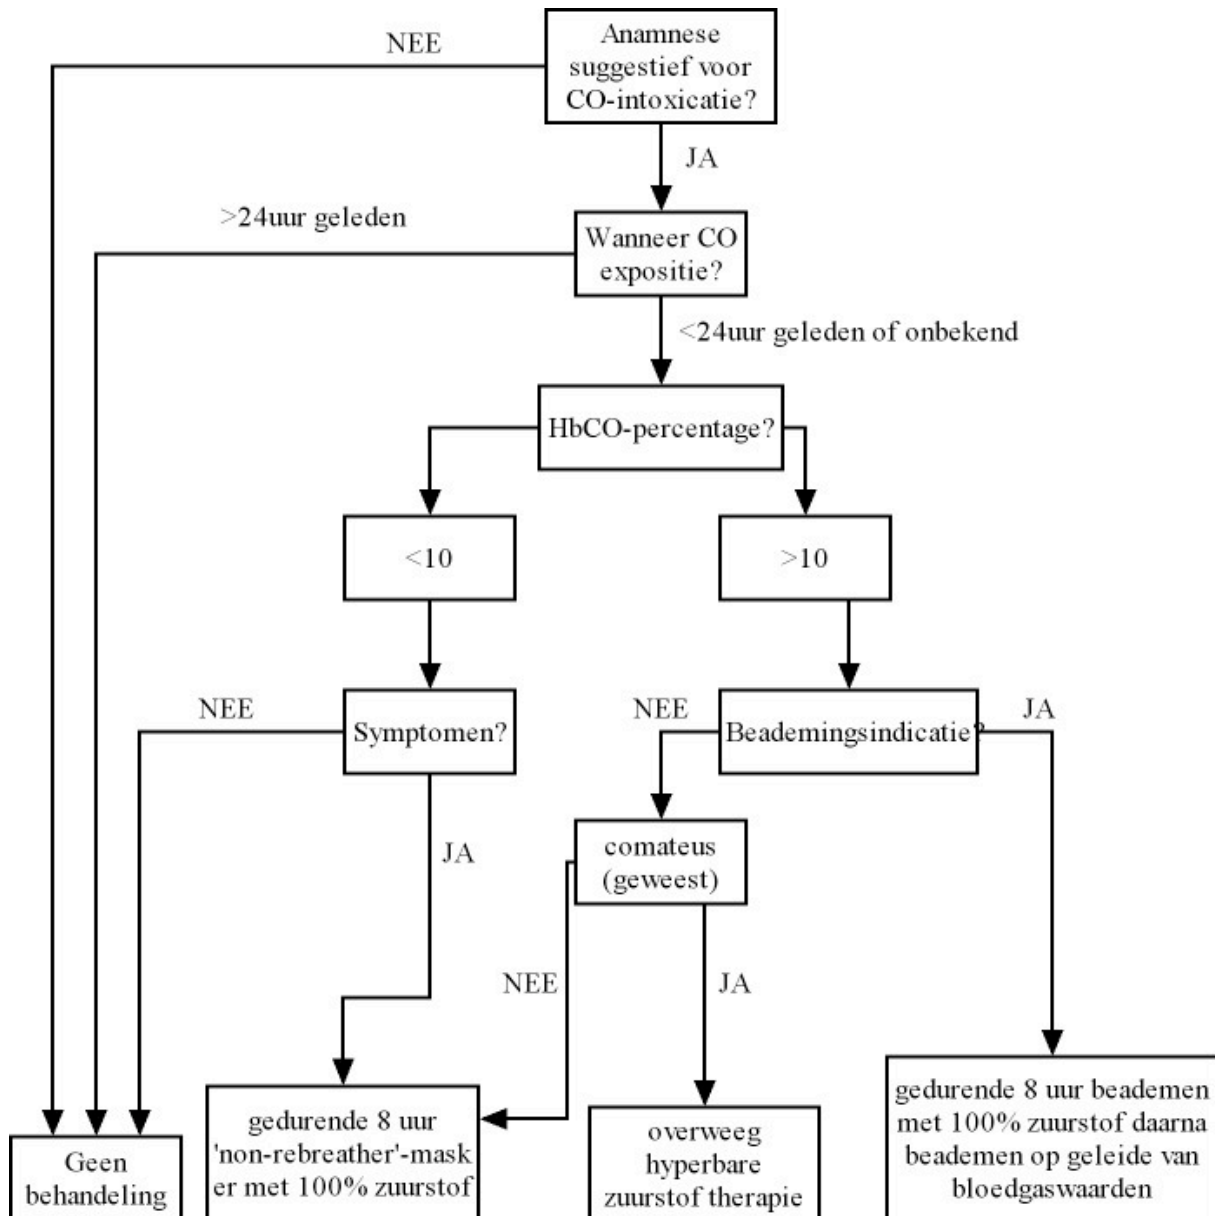 NEE
Anamnese
suggestief voor
CO-intoxicatie?
JA
>24uur geleden
Wanneer CO
expositie?
<24uur geleden of onbekend
HbCO-percentage?
<10
>10
NEE
Symptomen?
NEE
Beademingsindicatie?
JA
JA
comateus
(geweest)
NEE
JA
Geen
behandeling
gedurende 8 uur
'non-rebreather'-mask
er met 100% zuurstof
overweeg
hyperbare
zuurstof therapie
gedurende 8 uur beademen
met 100% zuurstof daarna
beademen op geleide van
bloedgaswaarden